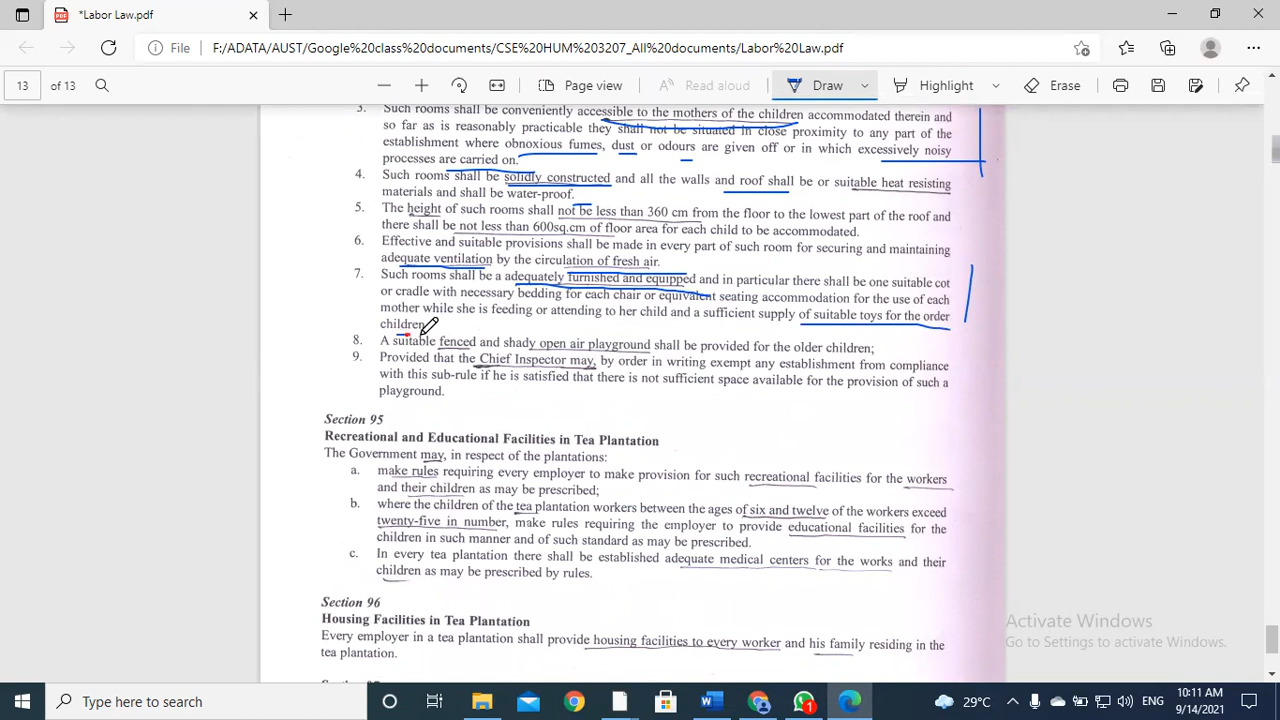 *Labor Law.pdf
File
F:/ADATA/AUST/Google%20class%20documents/CSE%20HUM%203207_All%20documents/Labor%20Law.pdf
13 of 13
Page view
Read aloud
Draw
Highlight
Erase
3. Such rooms shall be conveniently accessible to the mothers of the children accommodated therein and
so far as is reasonably practicable they shall not be situated in close proximity to any part of the
establishment where obnoxious fumes, dust or odours are given off or in which excessively noisy
processes are carried on.
4. Such rooms shall be solidly constructed and all the walls and roof shall be or suitable heat resisting
materials and shall be water-proof.
5. The height of such rooms shall not be less than 360 cm from the floor to the lowest part of the roof and
there shall be not less than 600sq.cm of floor area for each child to be accommodated.
6. Effective and suitable provisions shall be made in every part of such room for securing and maintaining
adequate ventilation by the circulation of fresh air.
7. Such rooms shall be a adequately furnished and equipped and in particular there shall be one suitable cot
or cradle with necessary bedding for each chair or equivalent seating accommodation for the use of each
mother while she is feeding or attending to her child and a sufficient supply of suitable toys for the order
children
8. A suitable fenced and shady open air playground shall be provided for the older children;
9. Provided that the Chief Inspector may, by order in writing exempt any establishment from compliance
with this sub-rule if he is satisfied that there is not sufficient space available for the provision of such a
playground.
Section 95
Recreational and Educational Facilities in Tea Plantation
The Government may, in respect of the plantations:
a. make rules requiring every employer to make provision for such recreational facilities for the workers
and their children as may be prescribed;
b. where the children of the tea plantation workers between the ages of six and twelve of the workers exceed
twenty-five in number, make rules requiring the employer to provide educational facilities for the
children in such manner and of such standard as may be prescribed.
c. In every tea plantation there shall be established adequate medical centers for the works and their
children as may be prescribed by rules.
Section 96
Housing Facilities in Tea Plantation
Every employer in a tea plantation shall provide housing facilities to every worker and his family residing in the
tea plantation.
Activate Windows
Go to Settings to activate Windows.
Type here to search
29°C
ENG
10:11 AM
9/14/2021